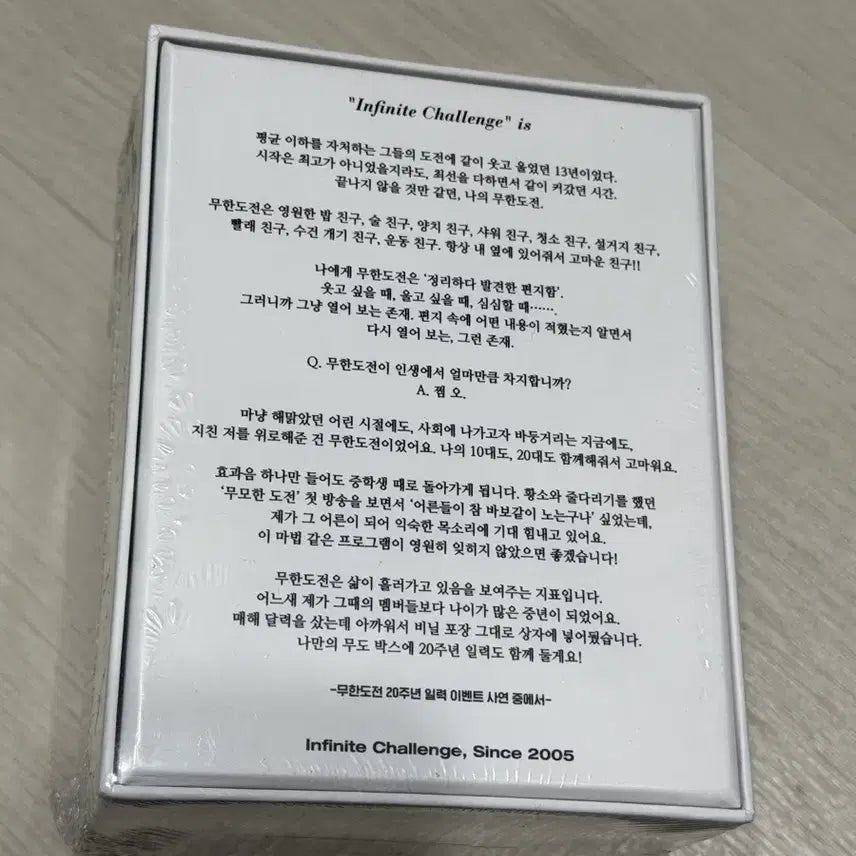 "Infinite Challenge" is
평균 이하를 자처하는 그들의 도전에 같이 웃고 울었던 13년이었다.
시작은 최고가 아니었을지라도, 최선을 다하면서 같이 커갔던 시간.
끝나지 않을 것만 같던, 나의 무한도전.
무한도전은 영원한 밥 친구, 술 친구, 양치 친구, 샤워 친구, 청소 친구, 설거지 친구,
빨래 친구, 수건 개기 친구, 운동 친구. 항상 내 옆에 있어줘서 고마운 친구!!
나에게 무한도전은 '정리하다 발견한 편지함'.
웃고 싶을 때, 울고 싶을 때, 심심할 때…….
그러니까 그냥 열어 보는 존재. 편지 속에 어떤 내용이 적혔는지 알면서
다시 열어 보는, 그런 존재.
Q. 무한도전이 인생에서 얼마만큼 차지합니까?
A. 쩜 오.
마냥 해맑았던 어린 시절에도, 사회에 나가고자 바둥거리는 지금에도,
지친 저를 위로해준 건 무한도전이었어요. 나의 10대도, 20대도 함께해줘서 고마워요.
효과음 하나만 들어도 중학생 때로 돌아가게 됩니다. 황소와 줄다리기를 했던
'무모한 도전' 첫 방송을 보면서 '어른들이 참 바보같이 노는구나' 싶었는데,
제가 그 어른이 되어 익숙한 목소리에 기대 힘내고 있어요.
이 마법 같은 프로그램이 영원히 잊히지 않았으면 좋겠습니다!
무한도전은 삶이 흘러가고 있음을 보여주는 지표입니다.
어느새 제가 그때의 멤버들보다 나이가 많은 중년이 되었어요.
매해 달력을 샀는데 아까워서 비닐 포장 그대로 상자에 넣어뒀습니다.
나만의 무도 박스에 20주년 일력도 함께 둘게요!
-무한도전 20주년 일력 이벤트 사연 중에서-
Infinite Challenge, Since 2005